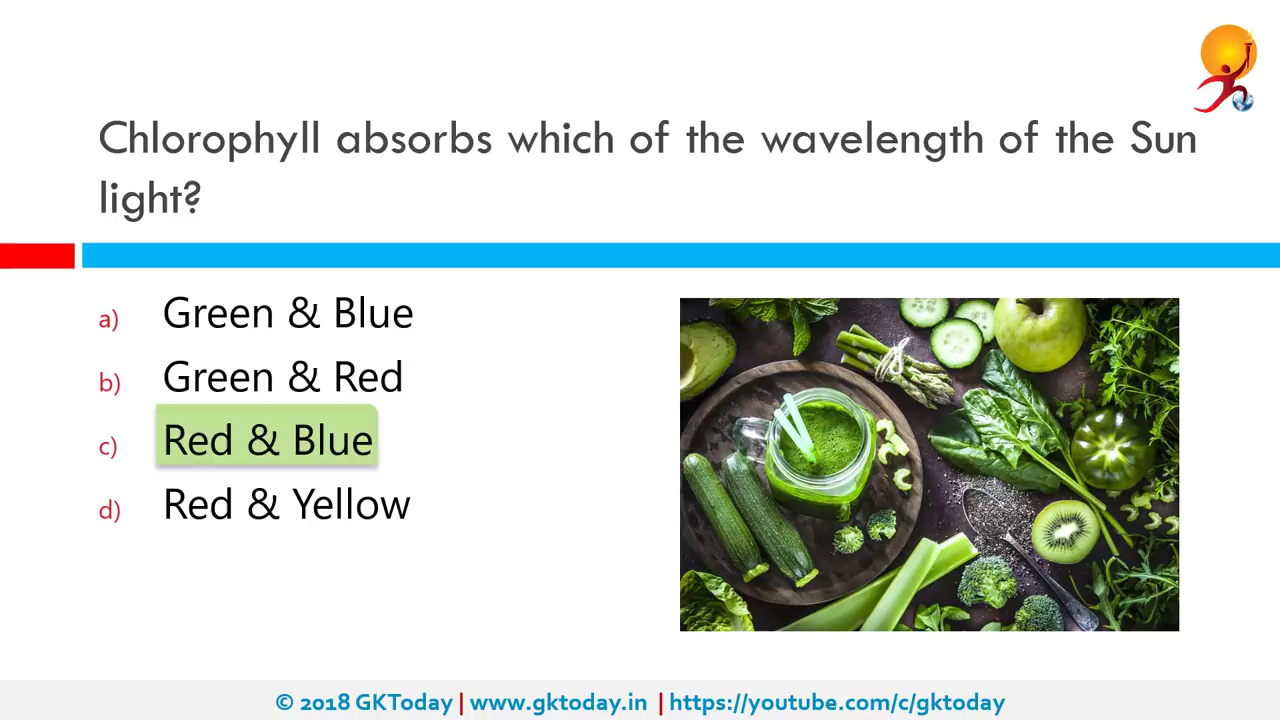 Chlorophyll absorbs which of the wavelength of the Sun
light?
a) Green & Blue
b) Green & Red
c) Red & Blue
d) Red & Yellow
© 2018 GKToday | www.gktoday.in | https://youtube.com/c/gktoday